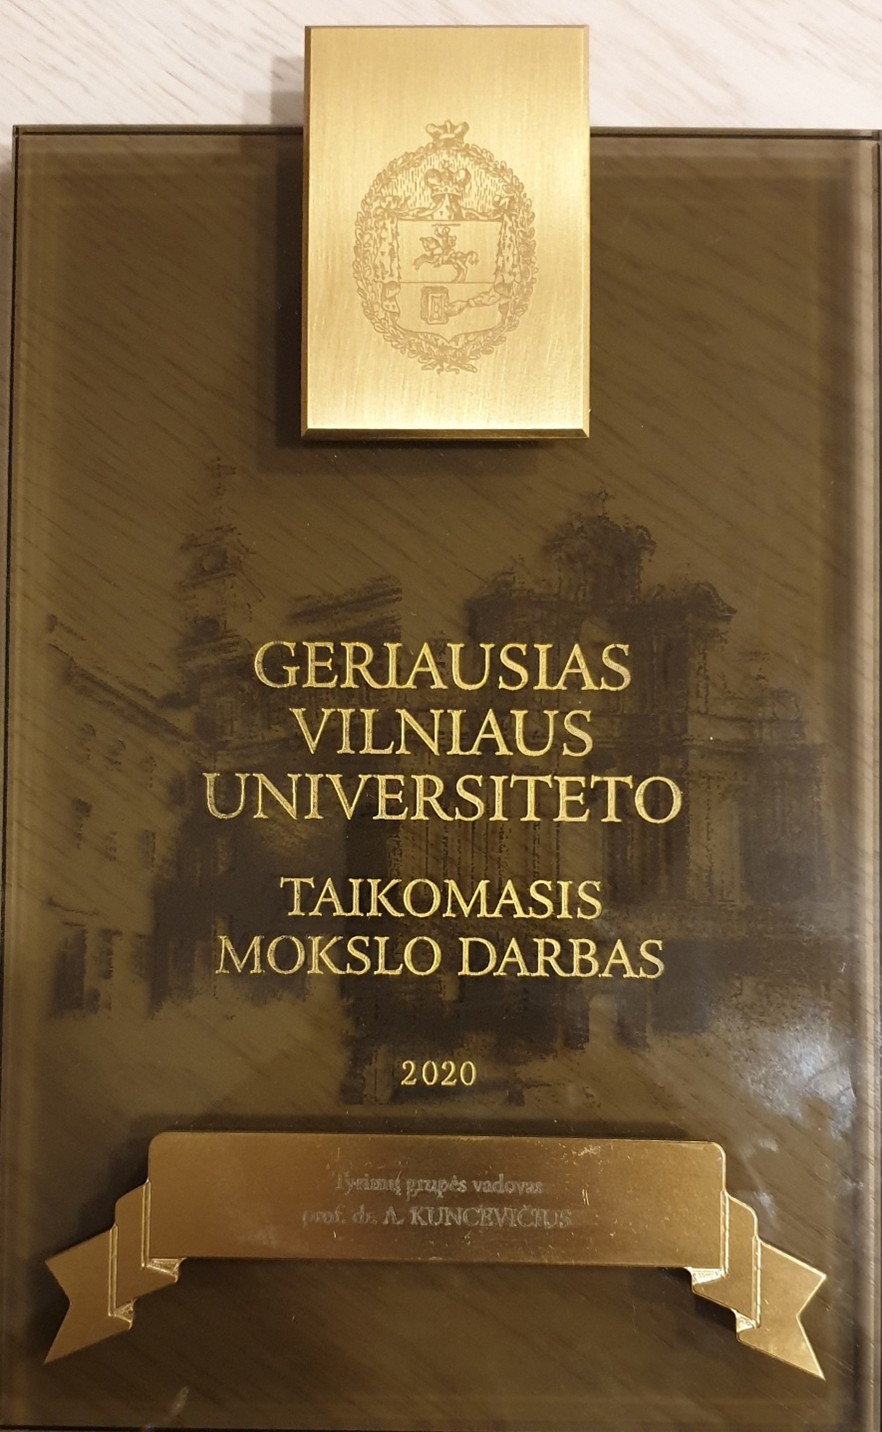 GERIAUSIAS
VILNIAUS
UNIVERSITETO
TAIKOMASIS
MOKSLO DARBAS
2020
Tyrimų grupės vadovas
prof. dr. A. KUNCEVIČIUS